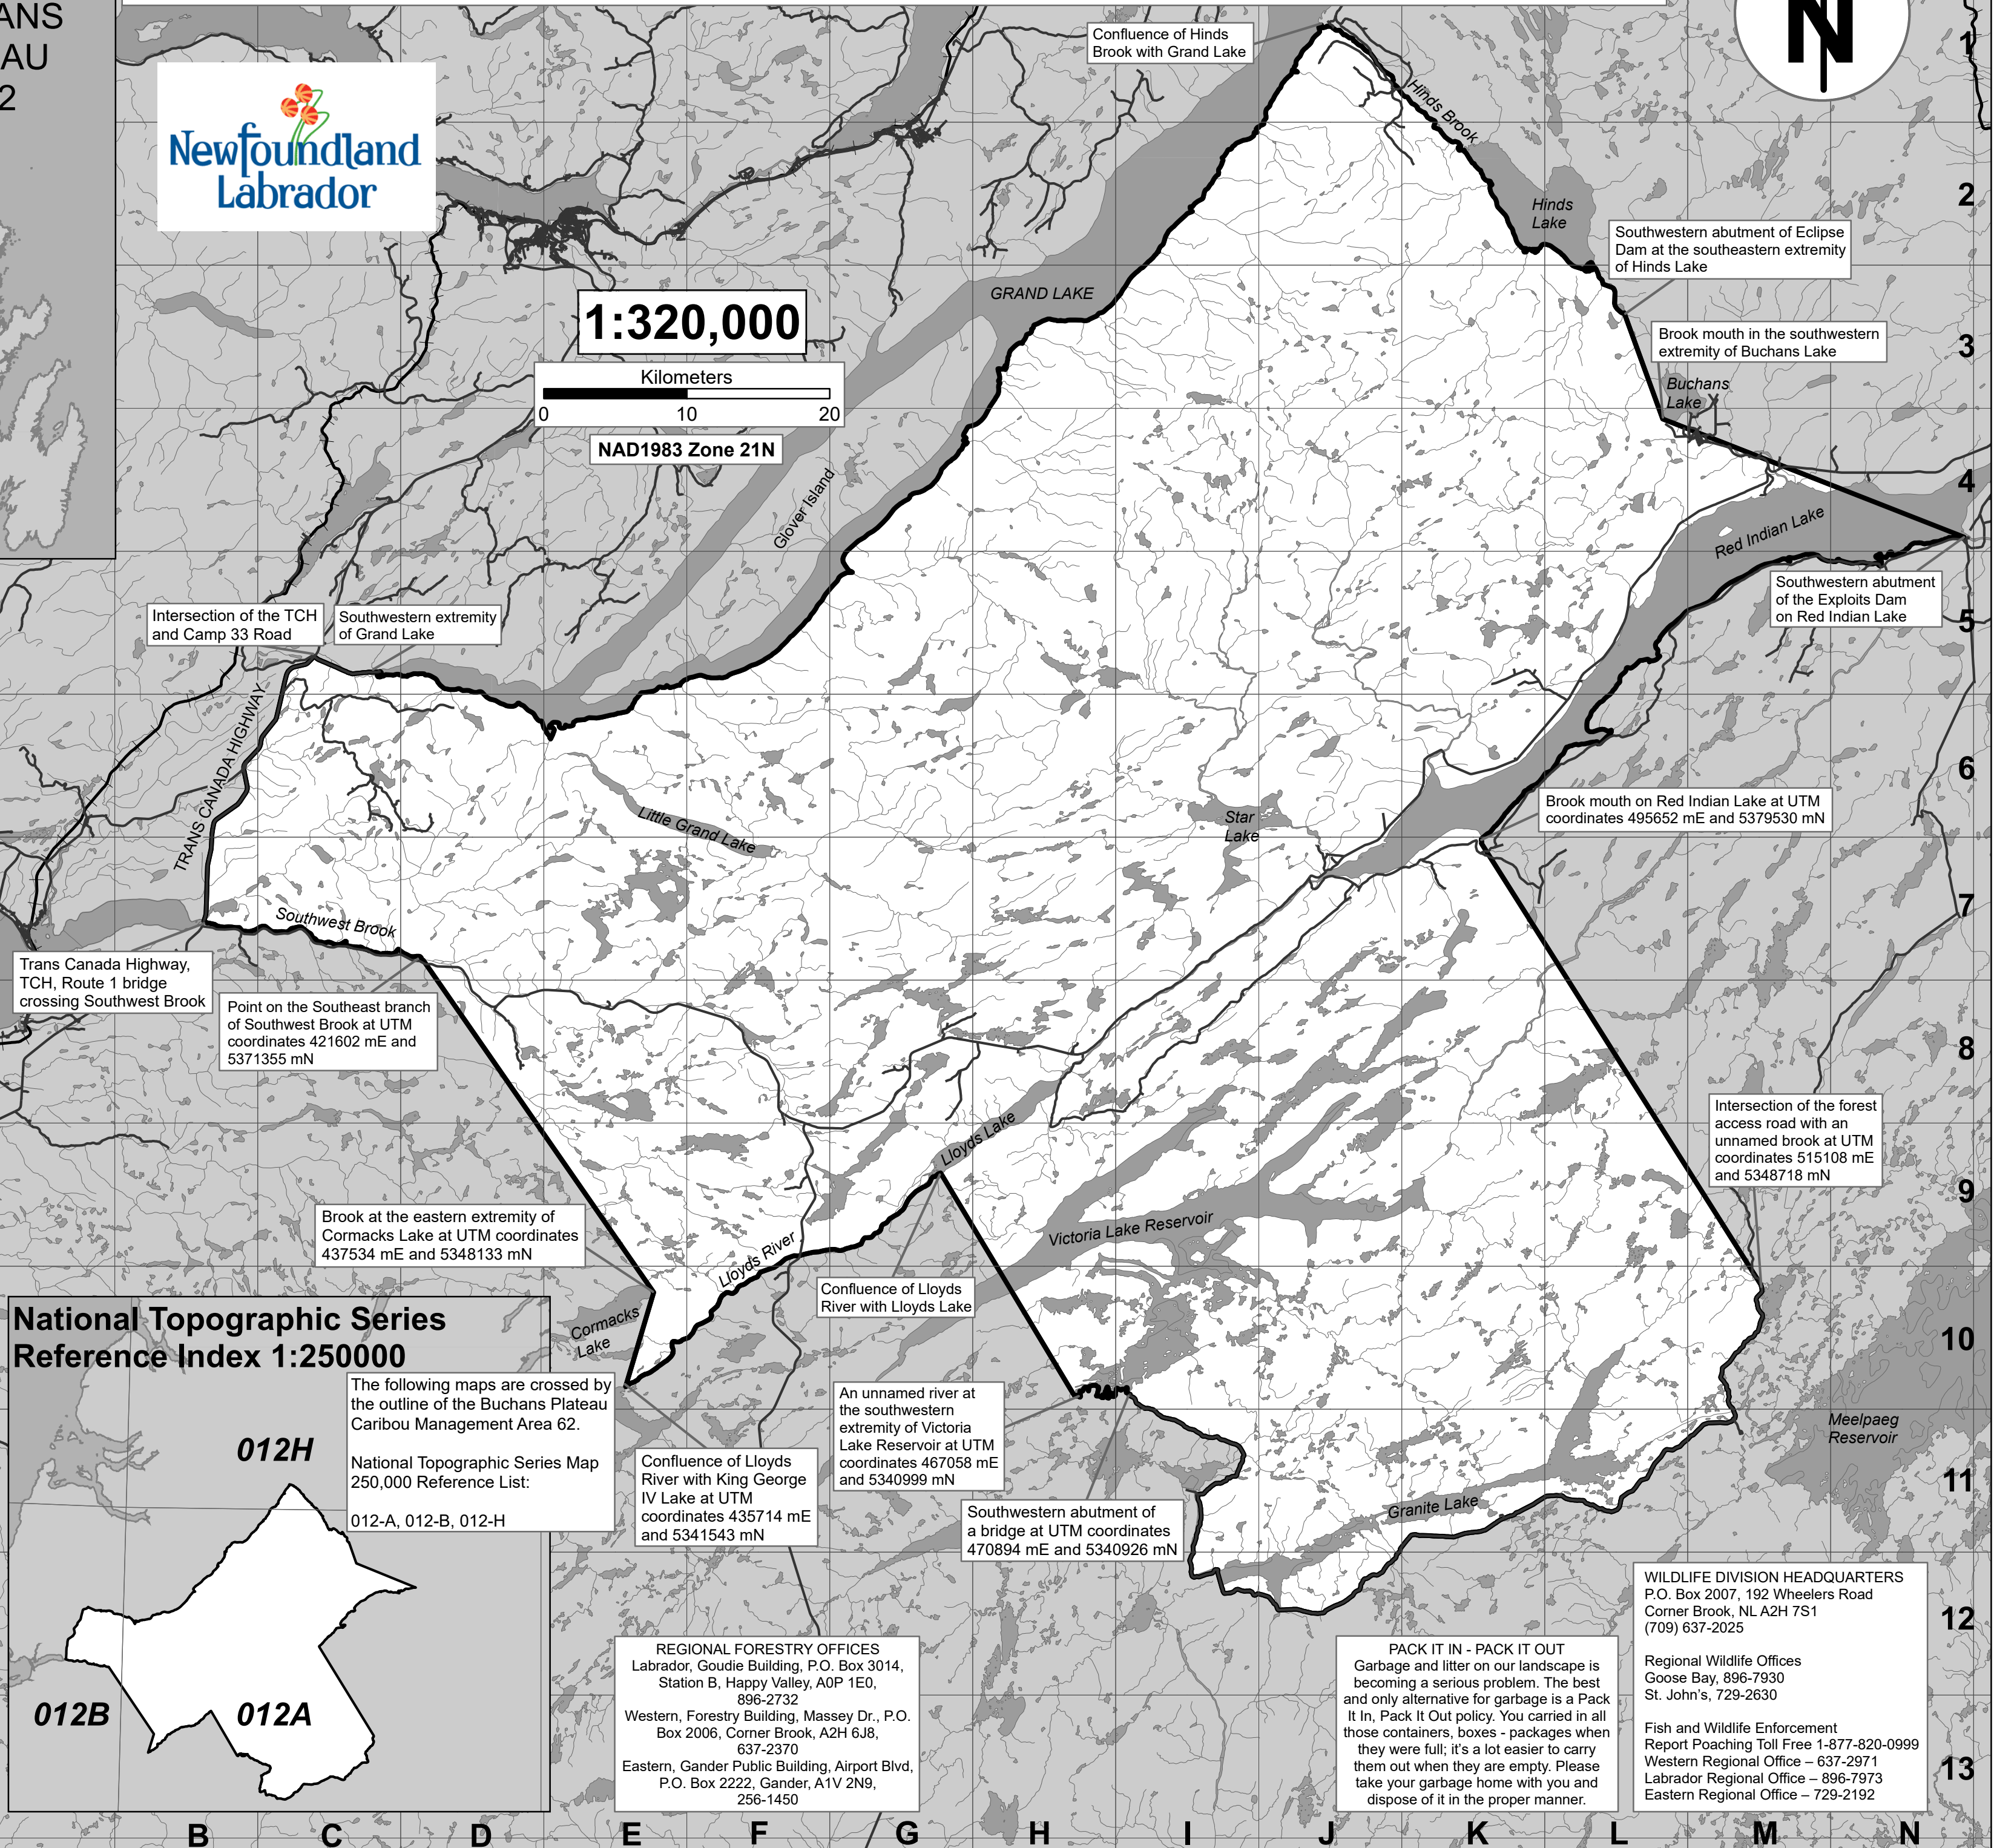 ANS
AU
2
Newfoundland
Labrador
N
Confluence of Hinds
Brook with Grand Lake
Hinds Brook
1
2
3
4
5
6
7
8
9
10
11
12
13
Hinds
Lake
Southwestern abutment of Eclipse
Dam at the southeastern extremity
of Hinds Lake
GRAND LAKE
1:320,000
Kilometers
0 10 20
NAD1983 Zone 21N
Brook mouth in the southwestern
extremity of Buchans Lake
Buchans
Lake
Glover Island
Red Indian Lake
Southwestern abutment
of the Exploits Dam
on Red Indian Lake
Intersection of the TCH
and Camp 33 Road
Southwestern extremity
of Grand Lake
TRANS CANADA HIGHWAY
Little Grand Lake
Star
Lake
Brook mouth on Red Indian Lake at UTM
coordinates 495652 mE and 5379530 mN
Southwest Brook
Trans Canada Highway,
TCH, Route 1 bridge
crossing Southwest Brook
Point on the Southeast branch
of Southwest Brook at UTM
coordinates 421602 mE and
5371355 mN
Lloyds Lake
Intersection of the forest
access road with an
unnamed brook at UTM
coordinates 515108 mE
and 5348718 mN
Brook at the eastern extremity of
Cormacks Lake at UTM coordinates
437534 mE and 5348133 mN
Lloyds River
Victoria Lake Reservoir
Confluence of Lloyds
River with Lloyds Lake
Cormacks
Lake
National Topographic Series
Reference Index 1:250000
The following maps are crossed by
the outline of the Buchans Plateau
Caribou Management Area 62.
National Topographic Series Map
250,000 Reference List:
012-A, 012-B, 012-H
012H
012B
012A
An unnamed river at
the southwestern
extremity of Victoria
Lake Reservoir at UTM
coordinates 467058 mE
and 5340999 mN
Meelpaeg
Reservoir
Confluence of Lloyds
River with King George
IV Lake at UTM
coordinates 435714 mE
and 5341543 mN
Southwestern abutment of
a bridge at UTM coordinates
470894 mE and 5340926 mN
Granite Lake
REGIONAL FORESTRY OFFICES
Labrador, Goudie Building, P.O. Box 3014,
Station B, Happy Valley, A0P 1E0,
896-2732
Western, Forestry Building, Massey Dr., P.O.
Box 2006, Corner Brook, A2H 6J8,
637-2370
Eastern, Gander Public Building, Airport Blvd,
P.O. Box 2222, Gander, A1V 2N9,
256-1450
PACK IT IN - PACK IT OUT
Garbage and litter on our landscape is
becoming a serious problem. The best
and only alternative for garbage is a Pack
It In, Pack It Out policy. You carried in all
those containers, boxes - packages when
they were full; it's a lot easier to carry
them out when they are empty. Please
take your garbage home with you and
dispose of it in the proper manner.
WILDLIFE DIVISION HEADQUARTERS
P.O. Box 2007, 192 Wheelers Road
Corner Brook, NL A2H 7S1
(709) 637-2025
Regional Wildlife Offices
Goose Bay, 896-7930
St. John's, 729-2630
Fish and Wildlife Enforcement
Report Poaching Toll Free 1-877-820-0999
Western Regional Office – 637-2971
Labrador Regional Office – 896-7973
Eastern Regional Office – 729-2192
B C D E F G H I J K L M N